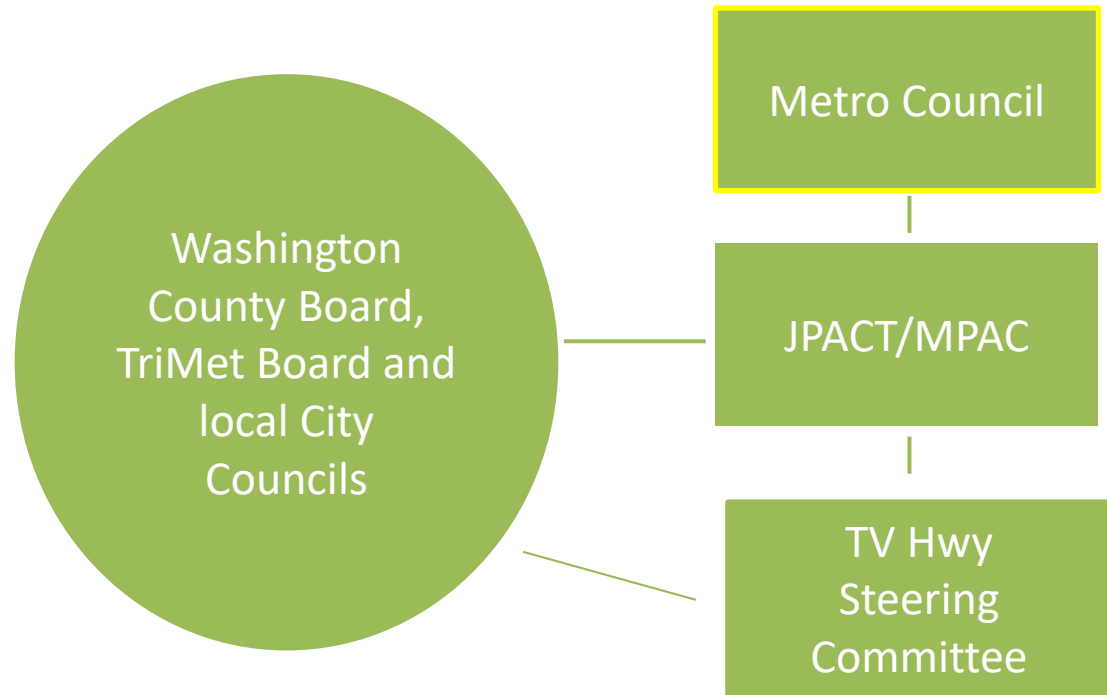 Washington
County Board,
TriMet Board and
local City
Councils
Metro Council
JPACT/MPAC
TV Hwy
Steering
Committee